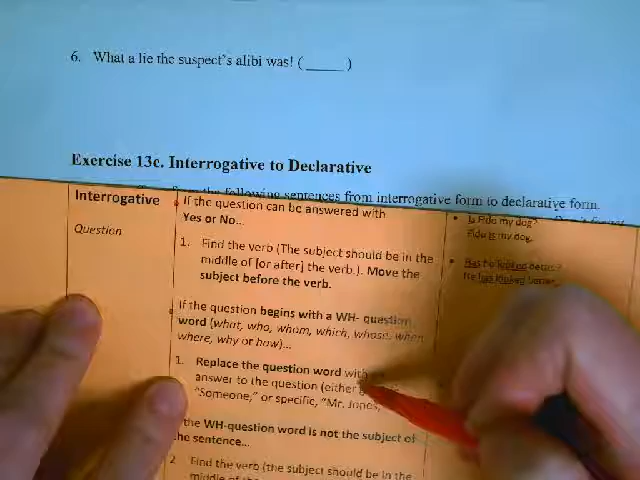 6. What a lie the suspect's alibi was! (_____)
Exercise 13c. Interrogative to Declarative
the following sentences from interrogative form to declarative form.
Interrogative
Question
If the question can be answered with
Yes or No...
1. Find the verb (The subject should be in the
middle of [or after] the verb.). Move the
subject before the verb.
If the question begins with a WH- question
word (what, who, whom, which, whose, when
where, why or how)...
1. Replace the question word with
answer to the question (either
"Someone," or specific, "Mr. Jones,
the WH-question word is not the subject of
the sentence...
2 Find the verb (the subject should be in the
• Is Fido my dog?
Fido is my dog.
• Has he looked better?
He has looked better.